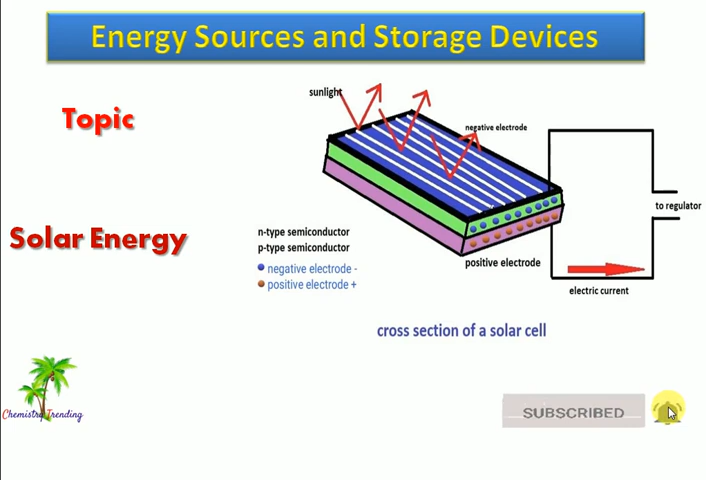 Energy Sources and Storage Devices
Topic
sunlight
negative electrode
to regulator
Solar Energy
n-type semiconductor
p-type semiconductor
negative electrode -
positive electrode +
positive electrode
electric current
cross section of a solar cell
Chemistry Trending
SUBSCRIBED